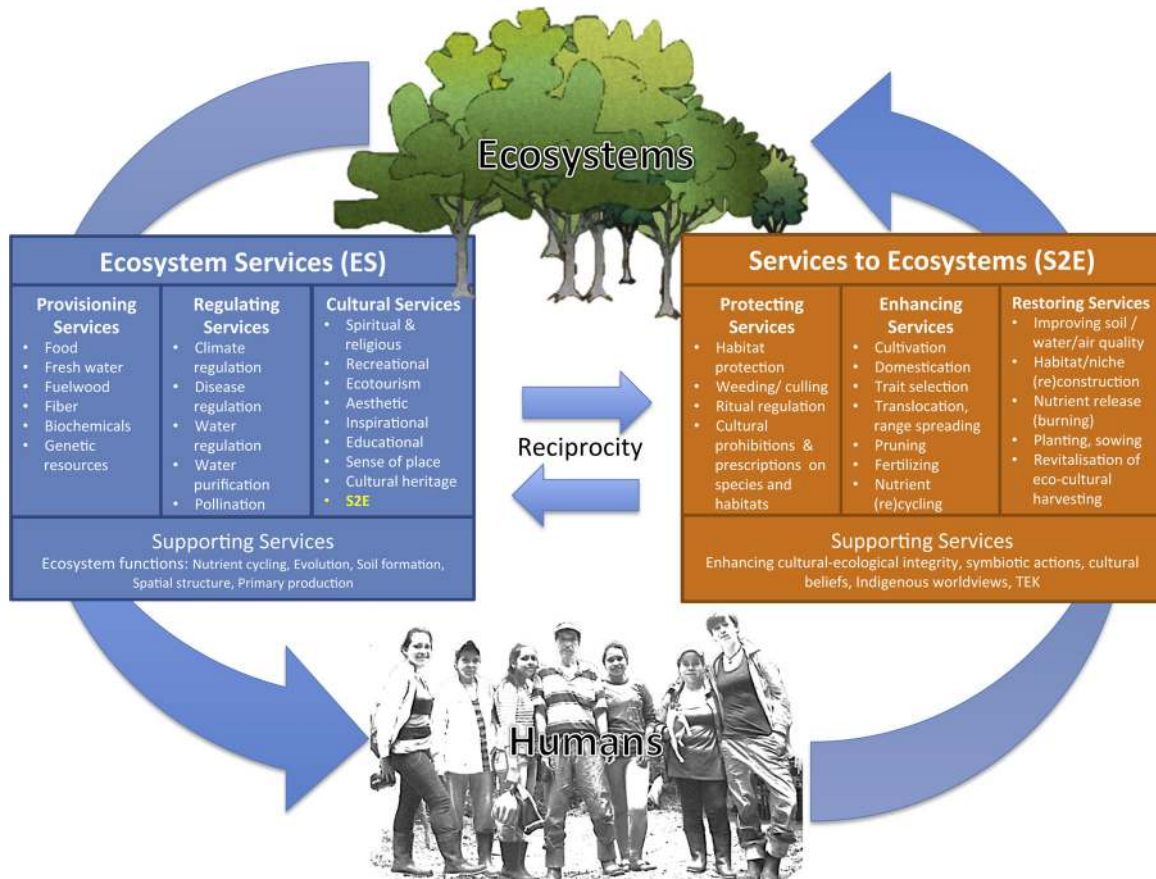 Ecosystems
Ecosystem Services (ES)
Provisioning
Services
• Food
• Fresh water
• Fuelwood
• Fiber
• Biochemicals
• Genetic
resources
Regulating
Services
• Climate
regulation
• Disease
regulation
• Water
regulation
• Water
purification
• Pollination
Cultural Services
• Spiritual &
religious
• Recreational
• Ecotourism
• Aesthetic
• Inspirational
• Educational
• Sense of place
• Cultural heritage
• S2E
Supporting Services
Ecosystem functions: Nutrient cycling, Evolution, Soil formation,
Spatial structure, Primary production
Reciprocity
Services to Ecosystems (S2E)
Protecting
Services
• Habitat
protection
• Weeding/ culling
• Ritual regulation
• Cultural
prohibitions &
prescriptions on
species and
habitats
Enhancing
Services
• Cultivation
• Domestication
• Trait selection
• Translocation,
range spreading
• Pruning
• Fertilizing
• Nutrient
(re)cycling
Restoring Services
• Improving soil /
water/air quality
• Habitat/niche
(re)construction
• Nutrient release
(burning)
• Planting, sowing
• Revitalisation of
eco-cultural
harvesting
Supporting Services
Enhancing cultural-ecological integrity, symbiotic actions, cultural
beliefs, Indigenous worldviews, TEK
Humans